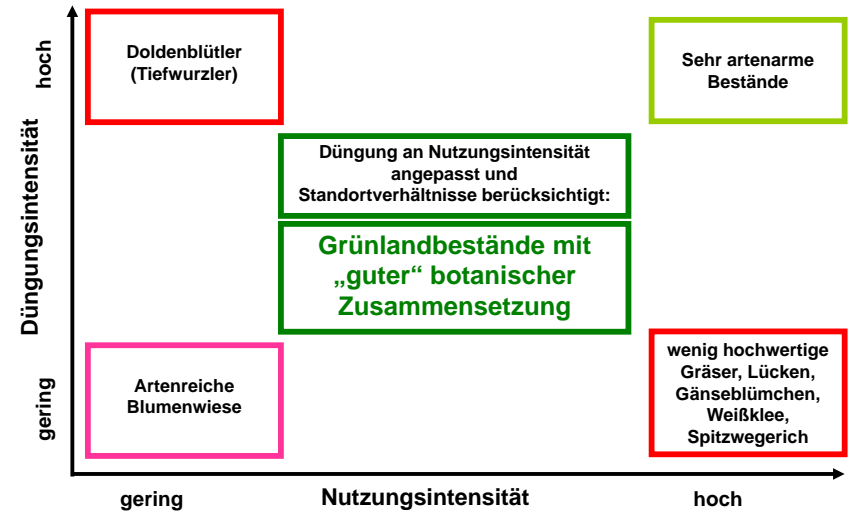 hoch
Doldenblütler
(Tiefwurzler)
Sehr artenarme
Bestände
Düngungsintensität
Düngung an Nutzungsintensität
angepasst und
Standortverhältnisse berücksichtigt:
Grünlandbestände mit
„guter“ botanischer
Zusammensetzung
gering
Artenreiche
Blumenwiese
wenig hochwertige
Gräser, Lücken,
Gänseblümchen,
Weißklee,
Spitzwegerich
gering
Nutzungsintensität
hoch